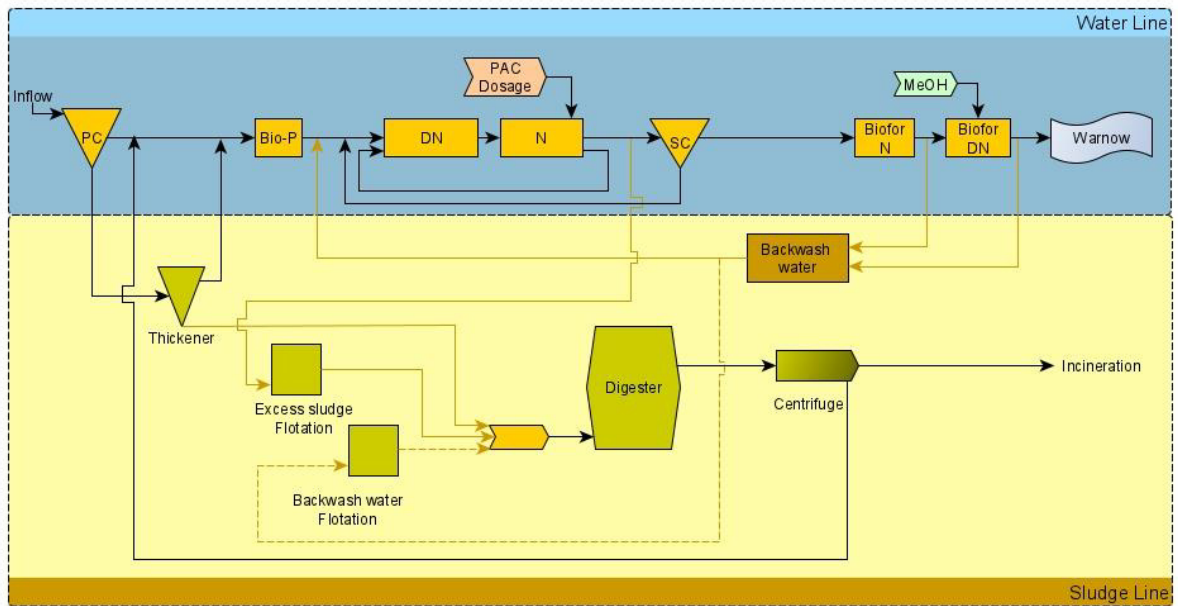 Water Line
Inflow
PAC
Dosage
MeOH
PC
Bio-P
DN
N
SC
Biofor
N
Biofor
DN
Warnow
Backwash
water
Thickener
Excess sludge
Flotation
Digester
Centrifuge
Incineration
Backwash water
Flotation
Sludge Line